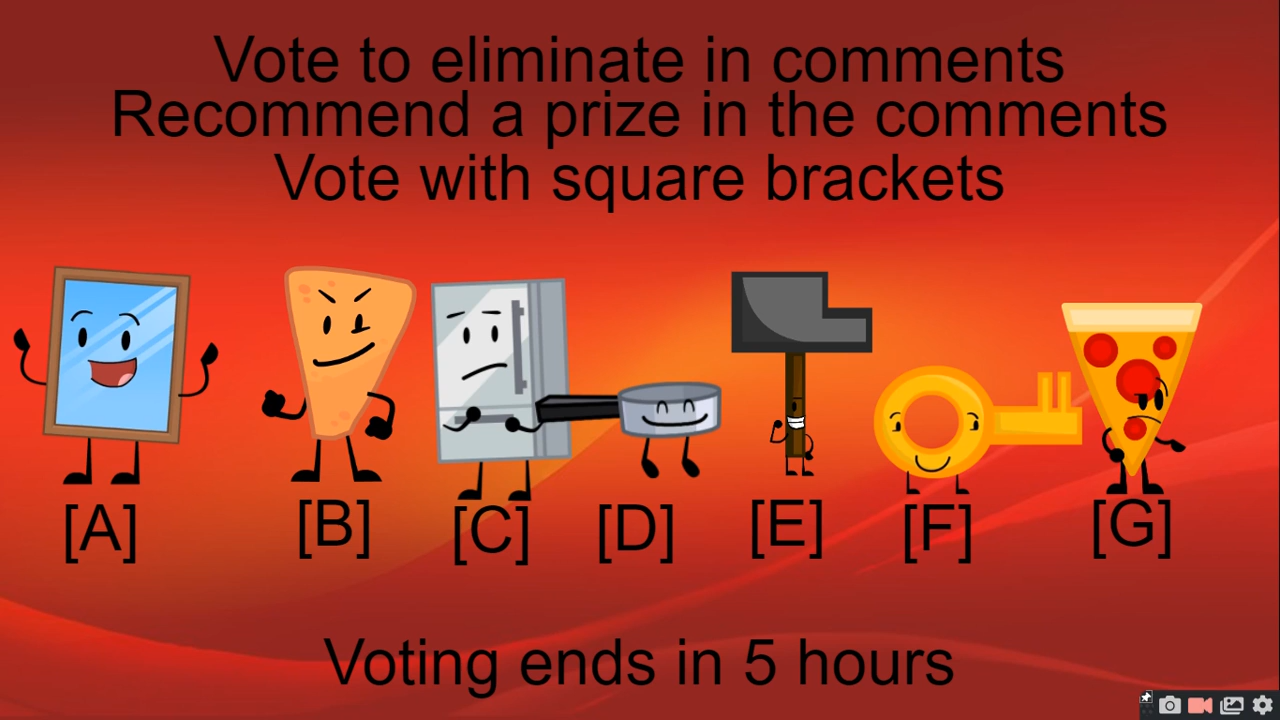 Vote to eliminate in comments
Recommend a prize in the comments
Vote with square brackets
[A] [B] [C] [D] [E] [F] [G]
Voting ends in 5 hours